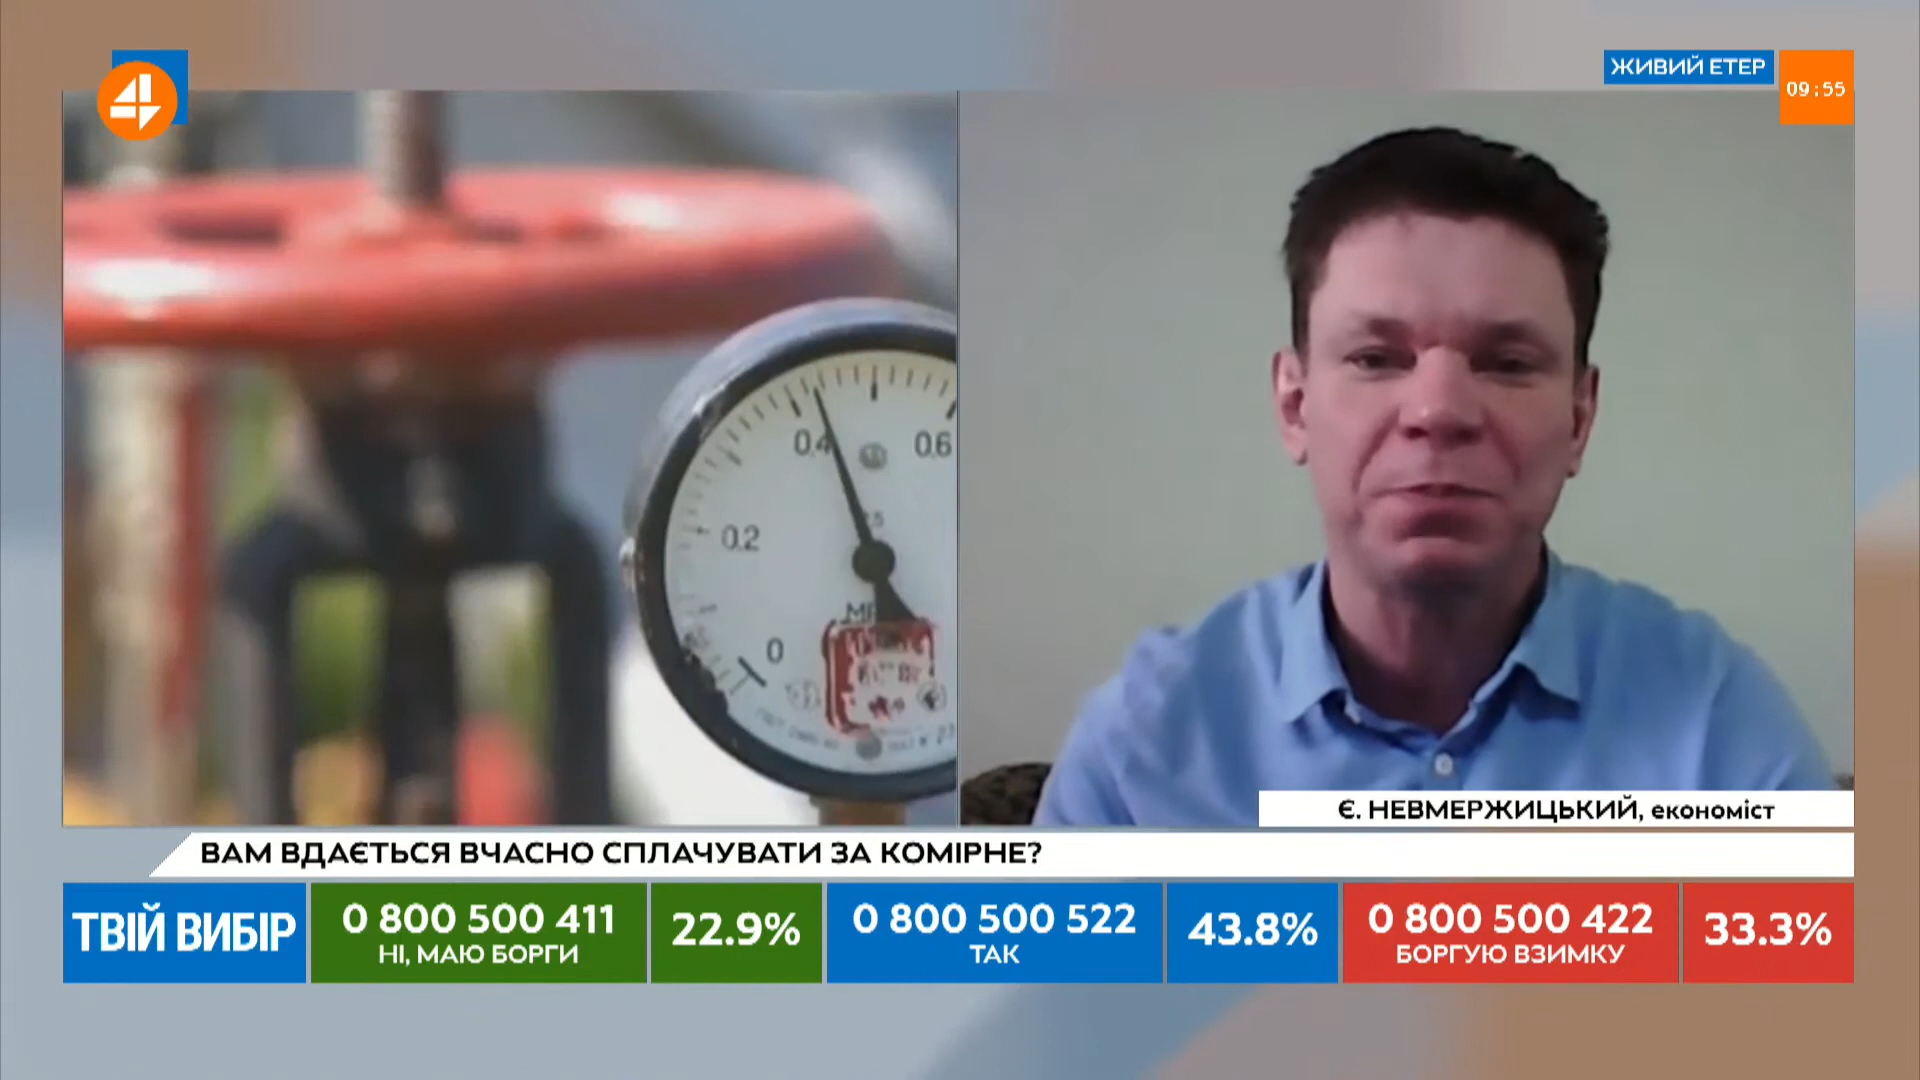 4
ЖИВИЙ ЕТЕР
09:55
0.4
0.6
0.2
0
Є. НЕВМЕРЖИЦЬКИЙ, економіст
ВАМ ВДАЄТЬСЯ ВЧАСНО СПЛАЧУВАТИ ЗА КОМІРНЕ?
ТВІЙ ВИБІР
0 800 500 411
НІ, МАЮ БОРГИ
22.9%
0 800 500 522
ТАК
43.8%
0 800 500 422
БОРГУЮ ВЗИМКУ
33.3%